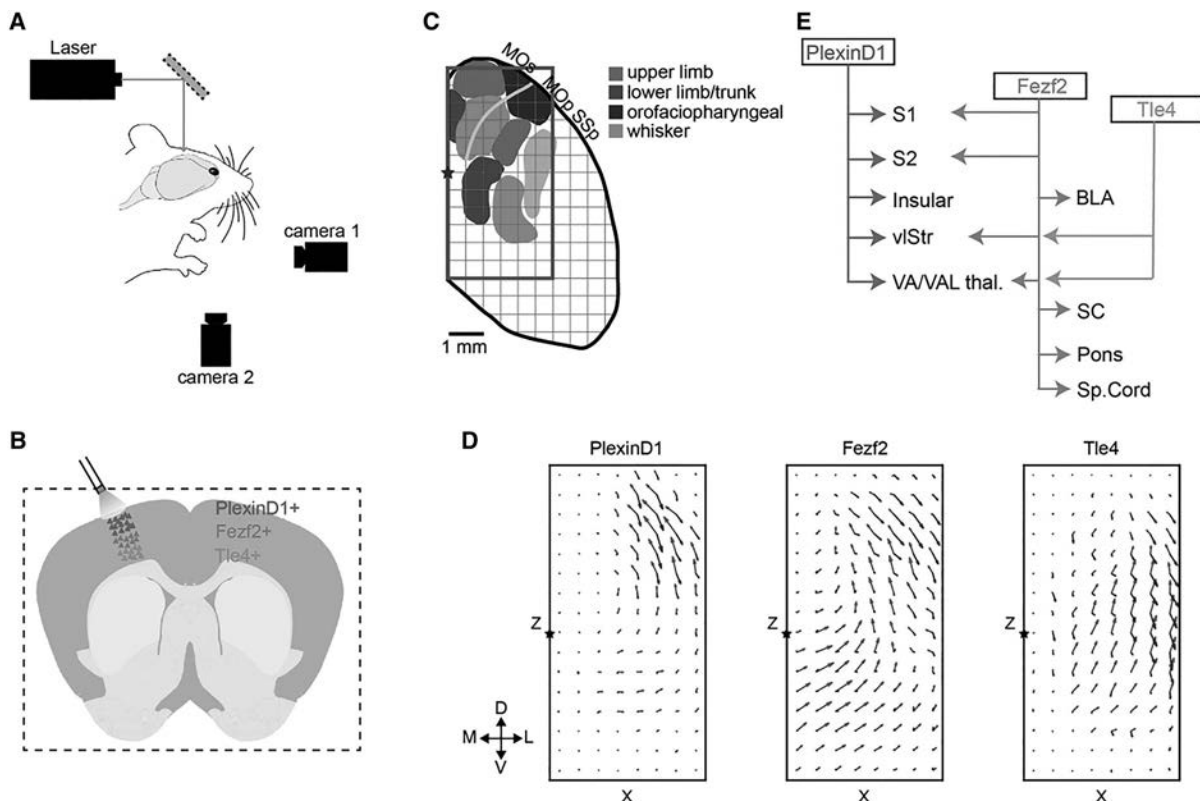 A
Laser
camera 1
camera 2
B
PlexinD1+
Fezf2+
Tle4+
C
MOs
MOp
SSp
upper limb
lower limb/trunk
orofaciopharyngeal
whisker
1 mm
E
PlexinD1
Fezf2
Tle4
S1
S2
Insular
BLA
vlStr
VA/VAL thal.
SC
Pons
Sp.Cord
D
PlexinD1
Fezf2
Tle4
Z
Z
Z
D
M
L
V
X
X
X